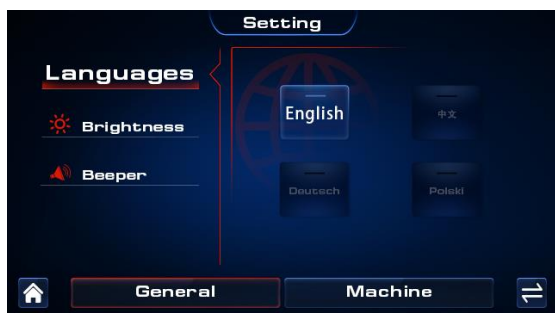 Setting
Languages
Brightness
Beeper
English
中文
Deutsch
Polski
General
Machine